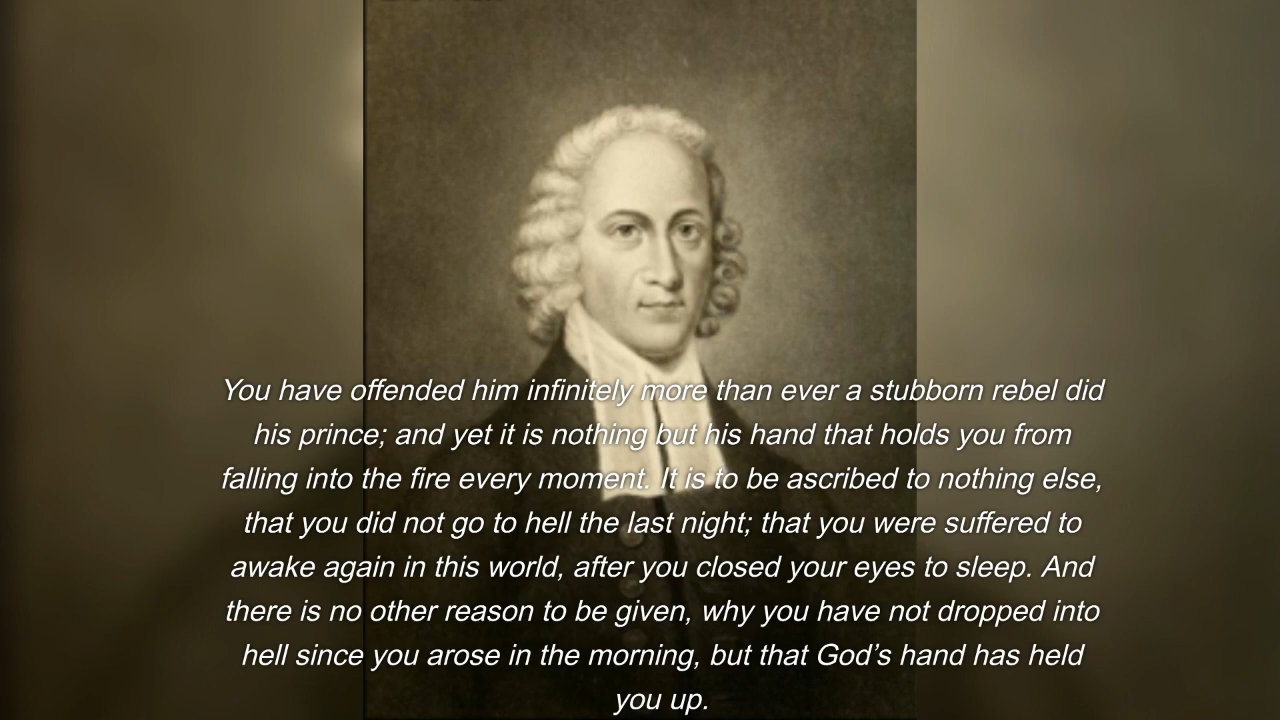 You have offended him infinitely more than ever a stubborn rebel did
his prince; and yet it is nothing but his hand that holds you from
falling into the fire every moment. It is to be ascribed to nothing else,
that you did not go to hell the last night; that you were suffered to
awake again in this world, after you closed your eyes to sleep. And
there is no other reason to be given, why you have not dropped into
hell since you arose in the morning, but that God’s hand has held
you up.